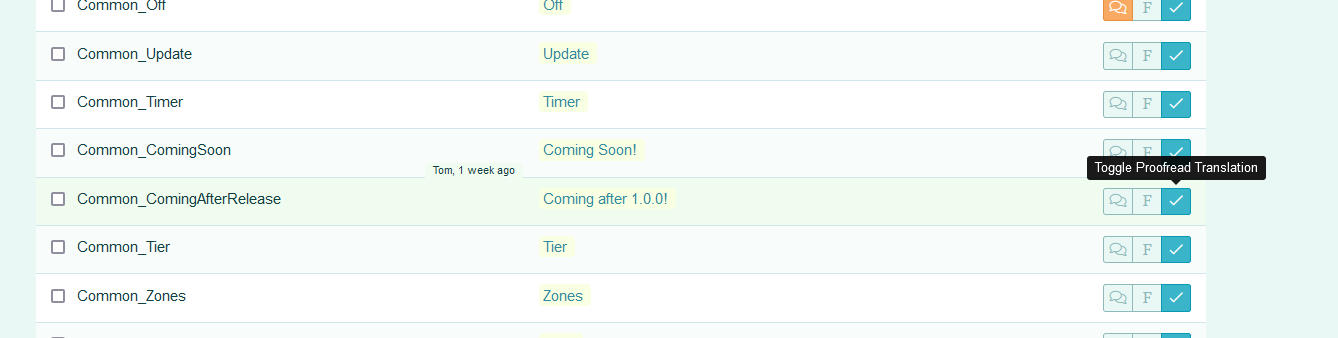 Common_Off Off F
Common_Update Update F
Common_Timer Timer F
Common_ComingSoon Coming Soon! F
Tom, 1 week ago
Toggle Proofread Translation
Common_ComingAfterRelease Coming after 1.0.0! F
Common_Tier Tier F
Common_Zones Zones F